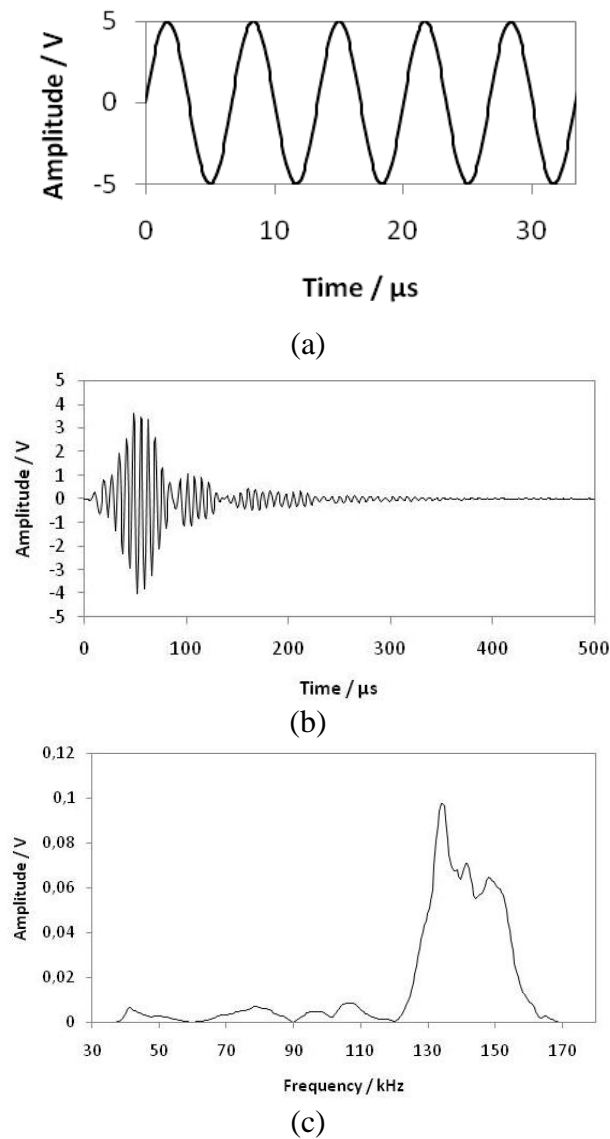 Amplitude / V
5
0
-5
0 10 20 30
Time / µs
(a)
Amplitude / V
5
4
3
2
1
0
-1
-2
-3
-4
-5
0 100 200 300 400 500
Time / µs
(b)
Amplitude / V
0,12
0,1
0,08
0,06
0,04
0,02
0
30 50 70 90 110 130 150 170
Frequency / kHz
(c)